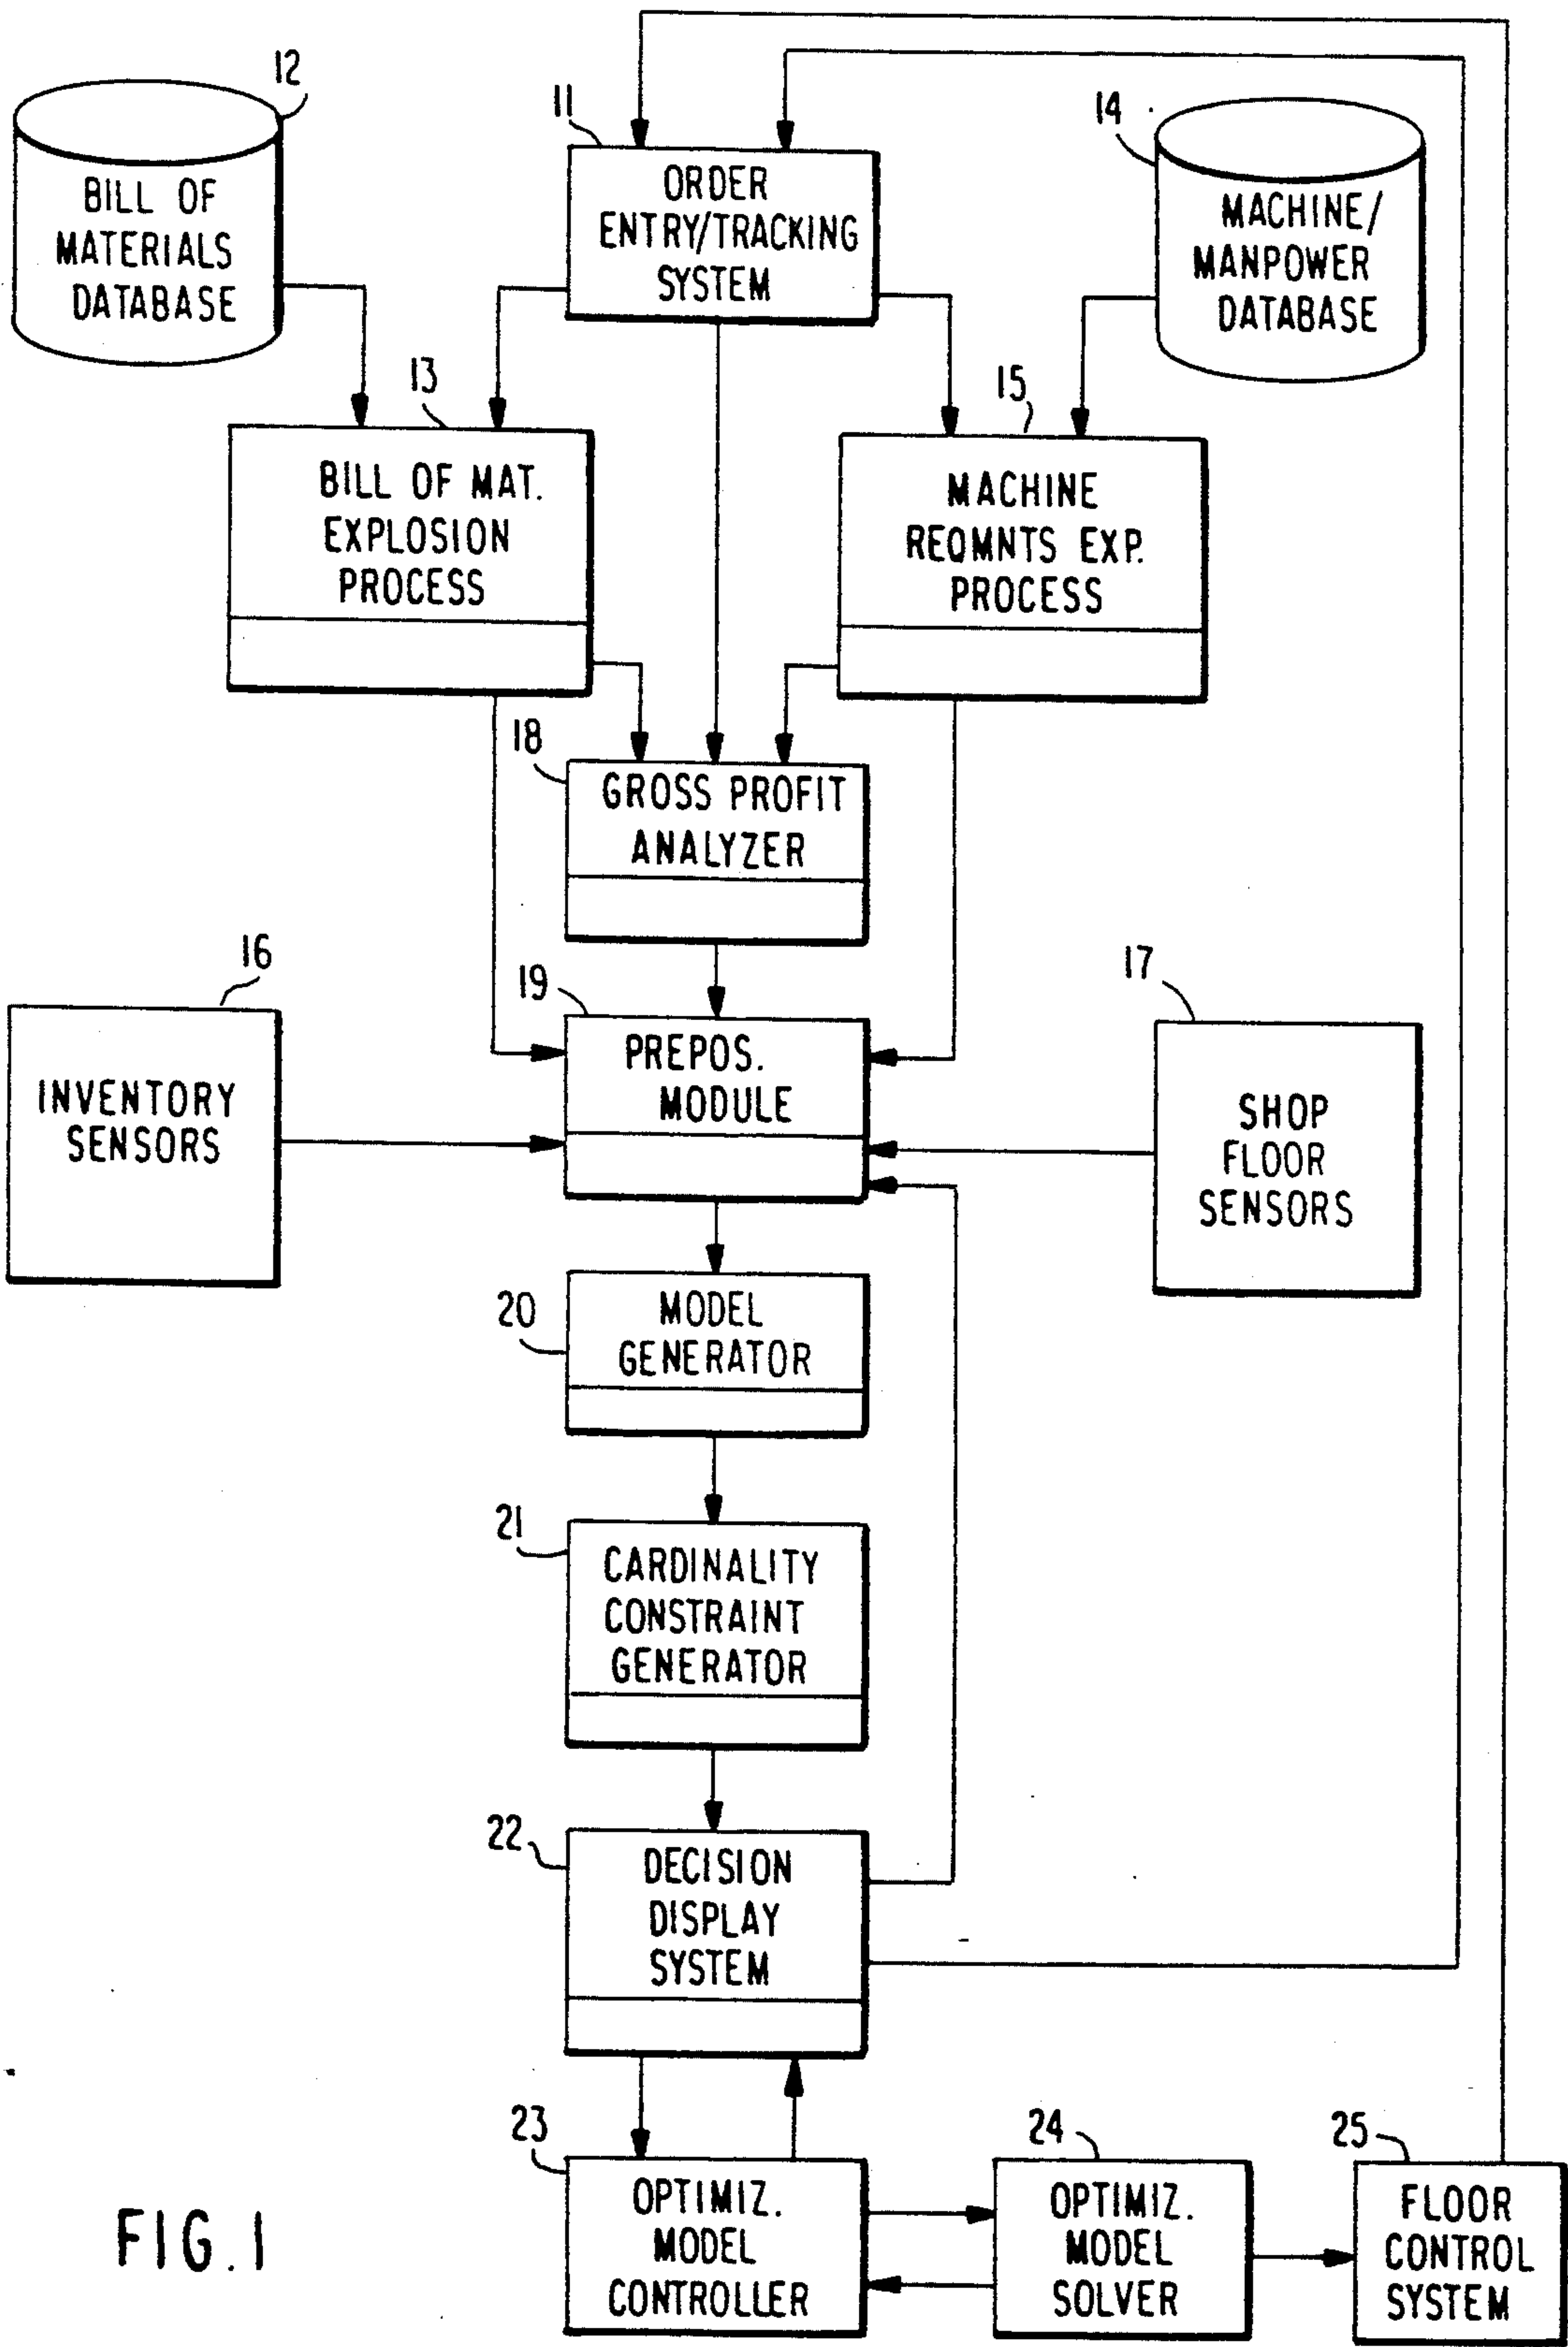 12
BILL OF
MATERIALS
DATABASE
11
ORDER
ENTRY/TRACKING
SYSTEM
14
MACHINE/
MANPOWER
DATABASE
13
BILL OF MAT.
EXPLOSION
PROCESS
15
MACHINE
REQMNTS EXP.
PROCESS
18
GROSS PROFIT
ANALYZER
16
INVENTORY
SENSORS
19
PREPOS.
MODULE
17
SHOP
FLOOR
SENSORS
20
MODEL
GENERATOR
21
CARDINALITY
CONSTRAINT
GENERATOR
22
DECISION
DISPLAY
SYSTEM
23
OPTIMIZ.
MODEL
CONTROLLER
24
OPTIMIZ.
MODEL
SOLVER
25
FLOOR
CONTROL
SYSTEM
FIG. 1